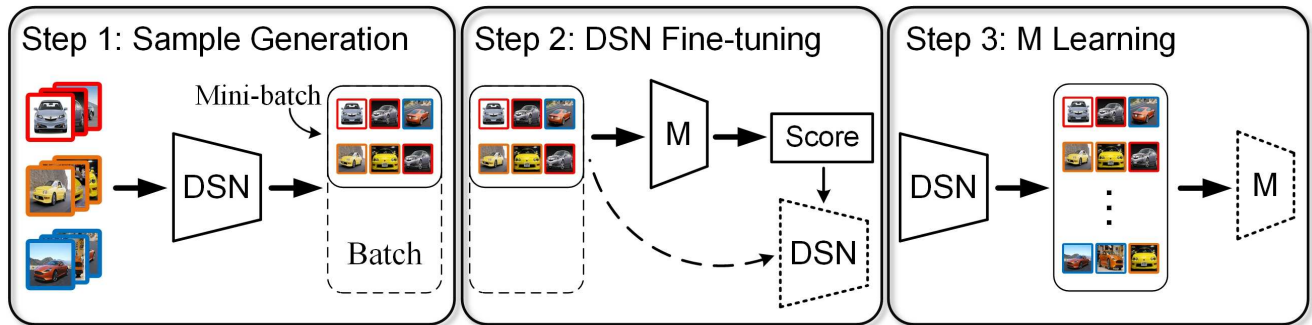 Step 1: Sample Generation
Mini-batch
DSN
Batch
Step 2: DSN Fine-tuning
M
Score
DSN
Step 3: M Learning
DSN
M